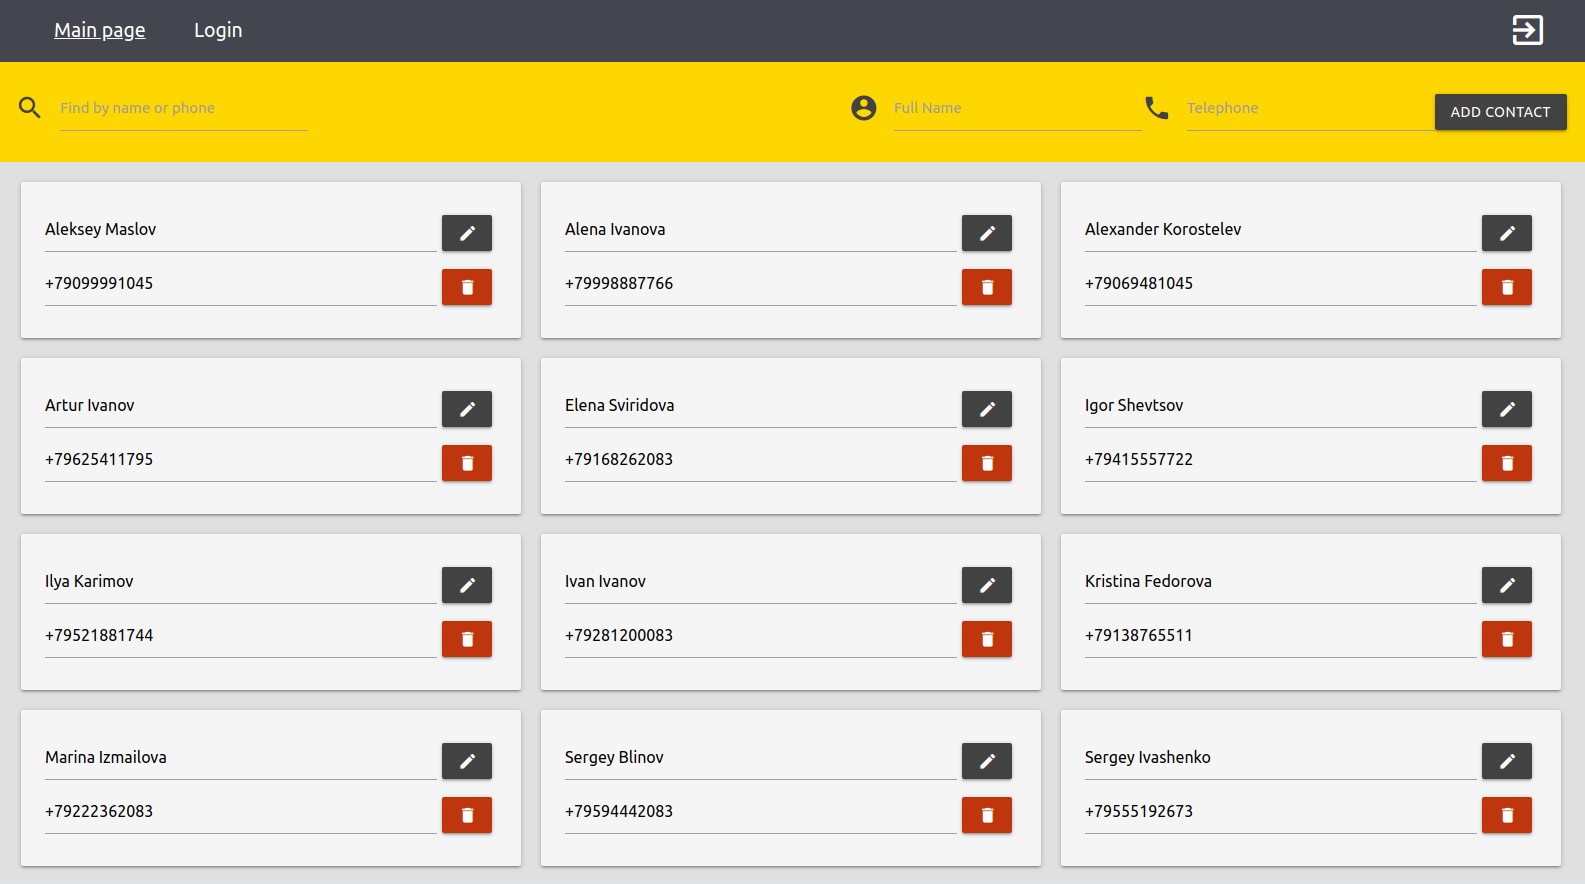 Main page
Login
Find by name or phone
Full Name
Telephone
ADD CONTACT
Aleksey Maslov
+79099991045
Alena Ivanova
+79998887766
Alexander Korostelev
+79069481045
Artur Ivanov
+79625411795
Elena Sviridova
+79168262083
Igor Shevtsov
+79415557722
Ilya Karimov
+79521881744
Ivan Ivanov
+79281200083
Kristina Fedorova
+79138765511
Marina Izmailova
+79222362083
Sergey Blinov
+79594442083
Sergey Ivashenko
+79555192673